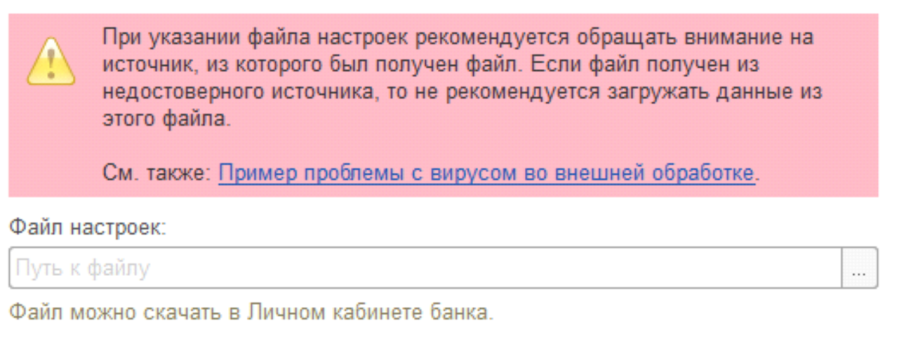 При указании файла настроек рекомендуется обращать внимание на
источник, из которого был получен файл. Если файл получен из
недостоверного источника, то не рекомендуется загружать данные из
этого файла.
См. также: Пример проблемы с вирусом во внешней обработке.
Файл настроек:
Путь к файлу
...
Файл можно скачать в Личном кабинете банка.